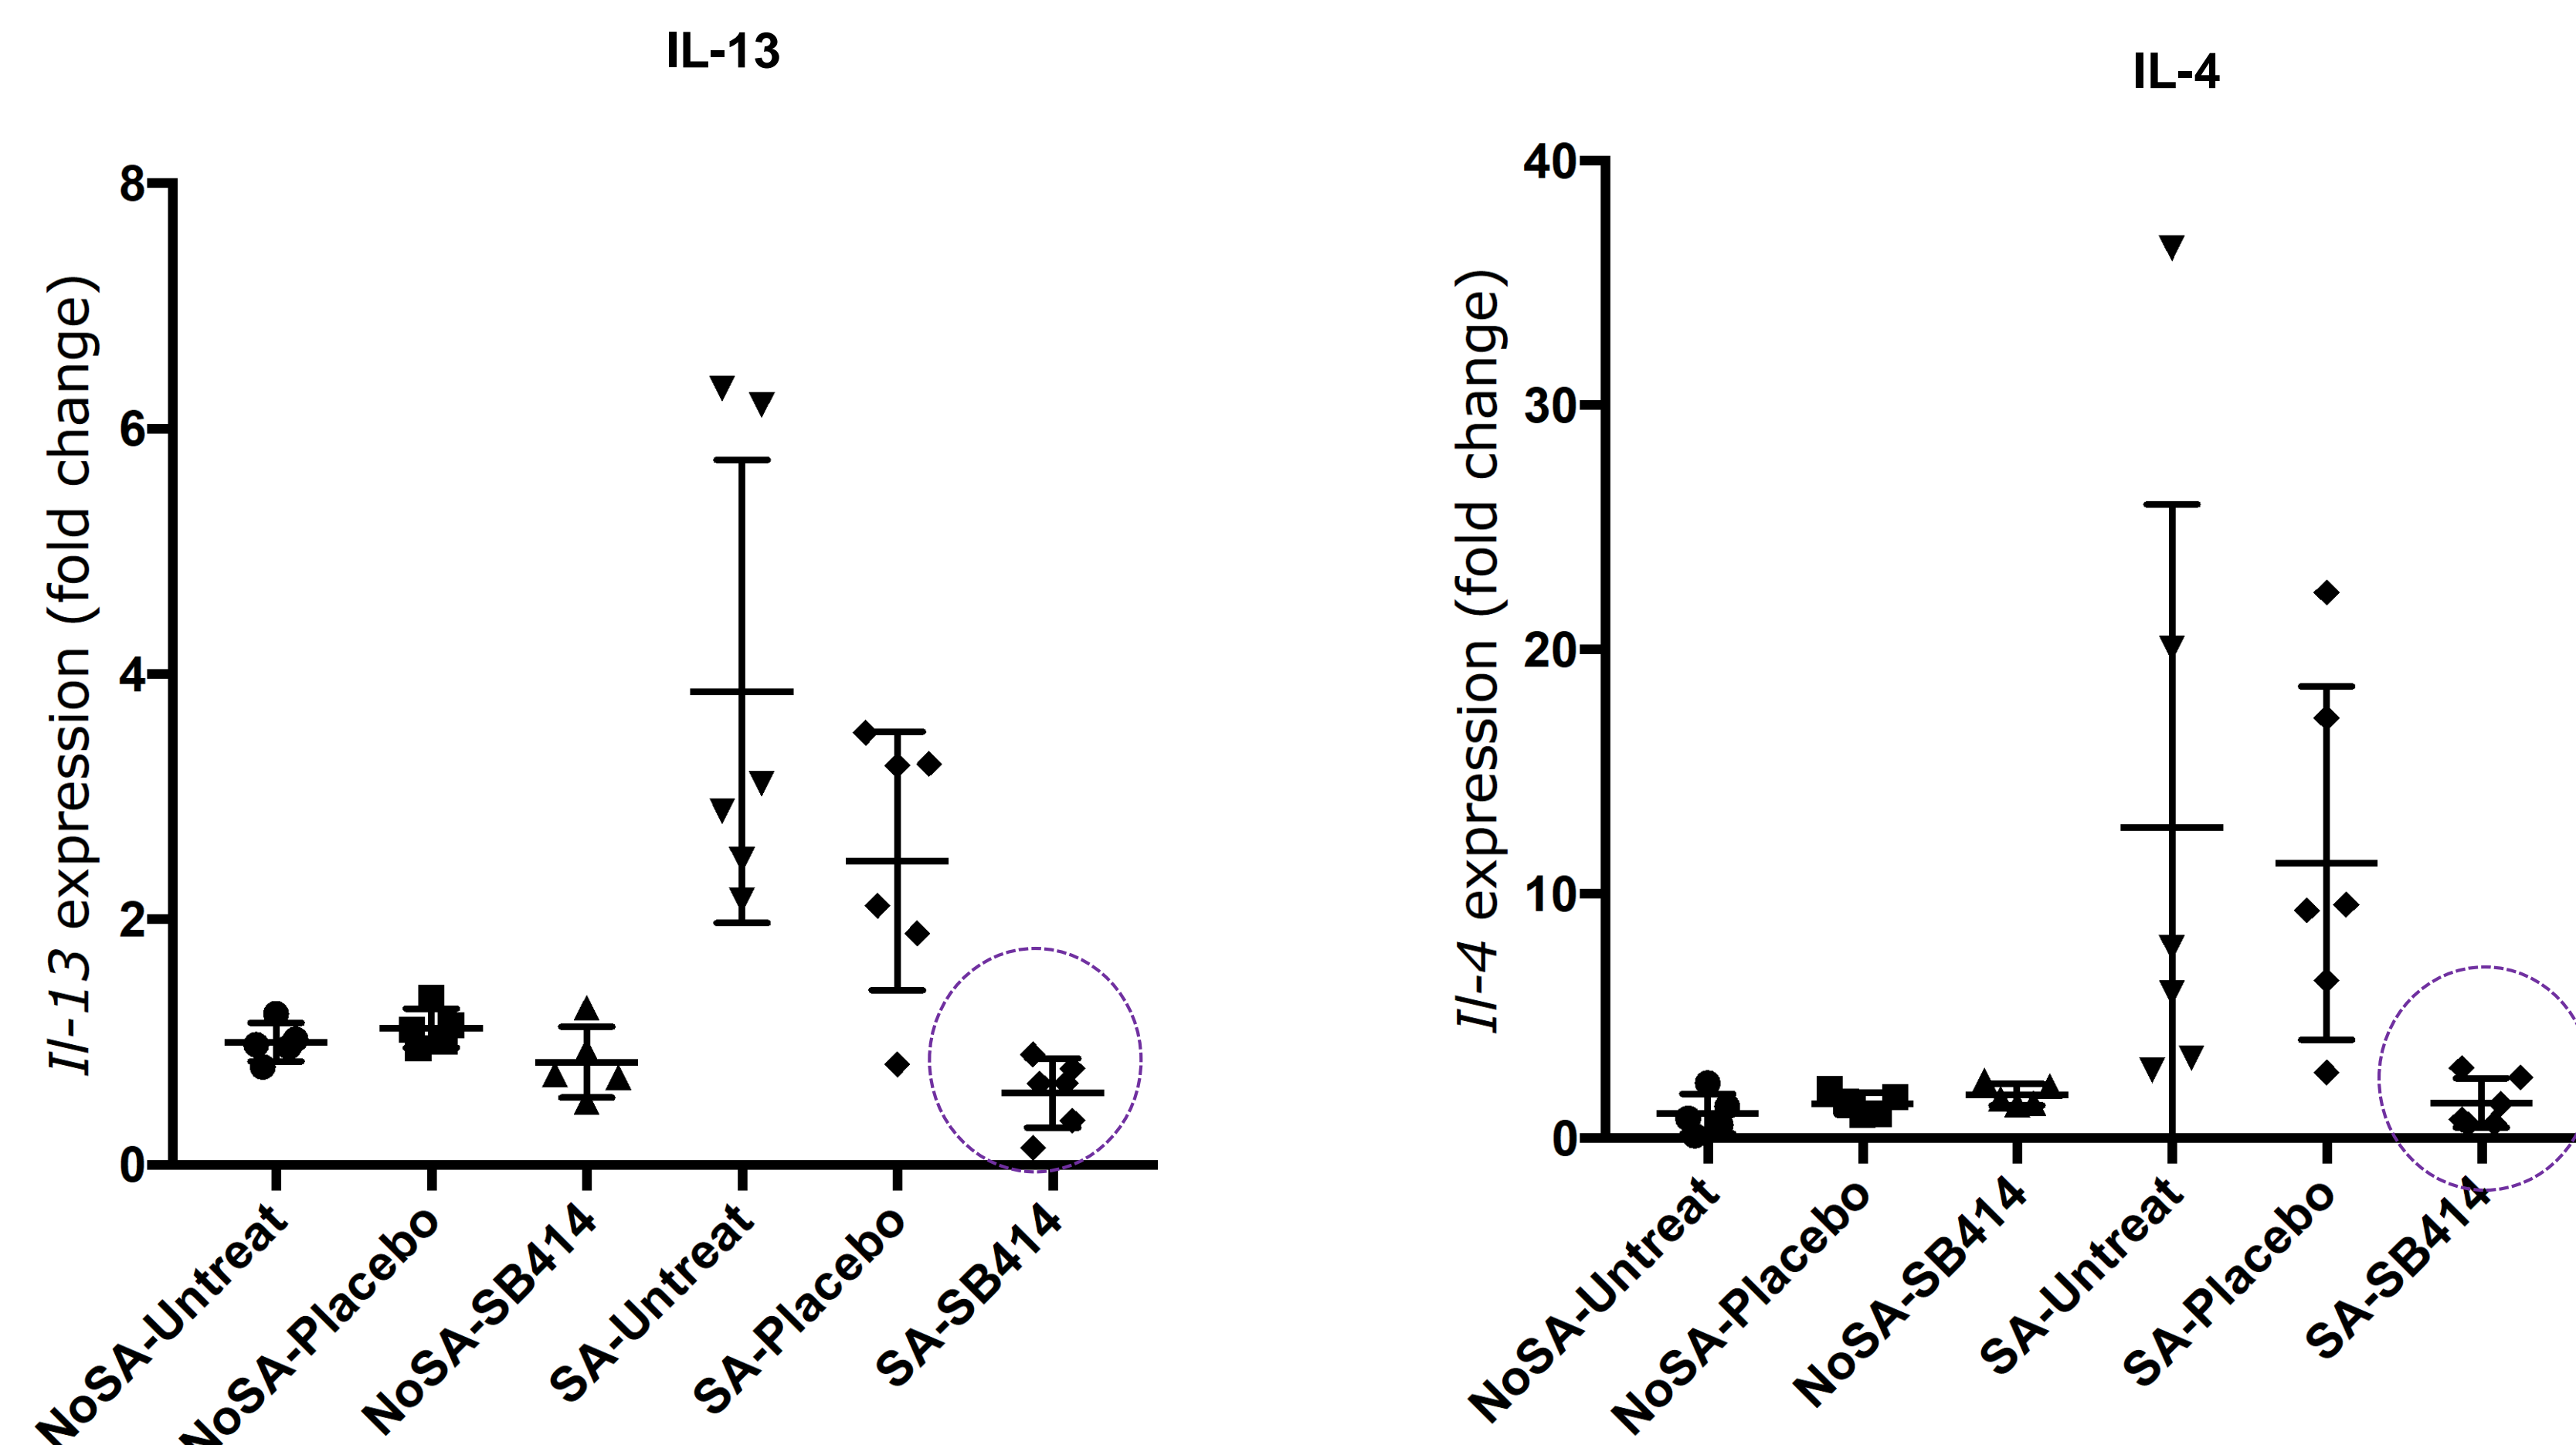 IL-13
Il-13 expression (fold change)
8
6
4
2
0
NoSA-Untreat
NoSA-Placebo
NoSA-SB414
SA-Untreat
SA-Placebo
SA-SB414
IL-4
Il-4 expression (fold change)
40
30
20
10
0
NoSA-Untreat
NoSA-Placebo
NoSA-SB414
SA-Untreat
SA-Placebo
SA-SB414